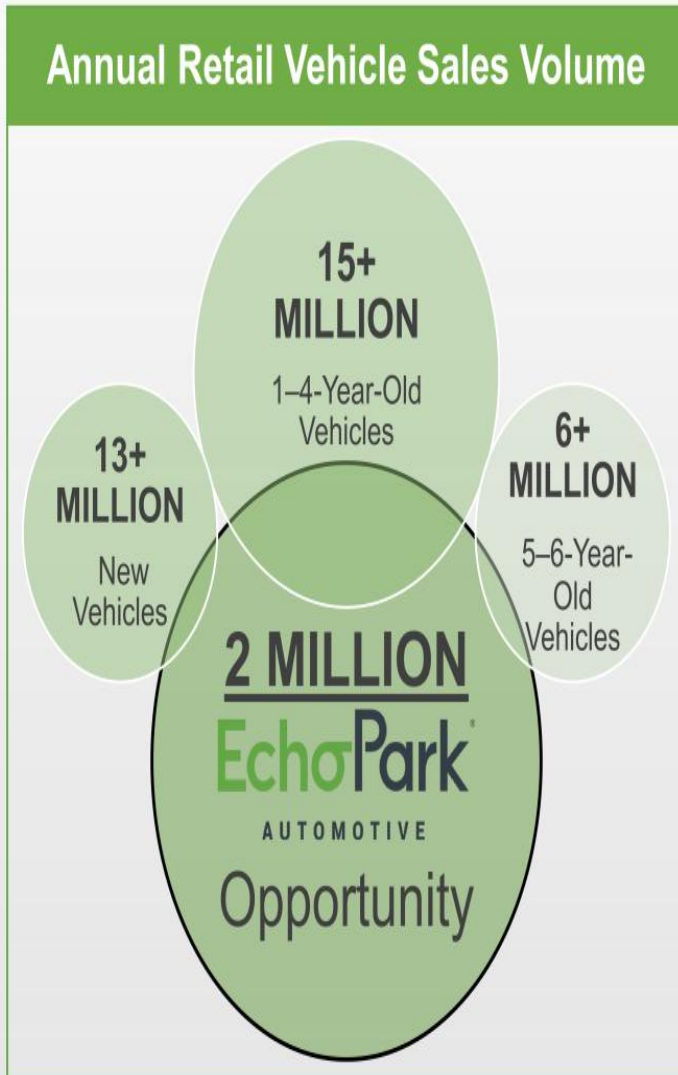 Annual Retail Vehicle Sales Volume
15+
MILLION
1–4-Year-Old
Vehicles
13+
MILLION
New
Vehicles
6+
MILLION
5–6-Year-
Old
Vehicles
2 MILLION
EchoPark
AUTOMOTIVE
Opportunity